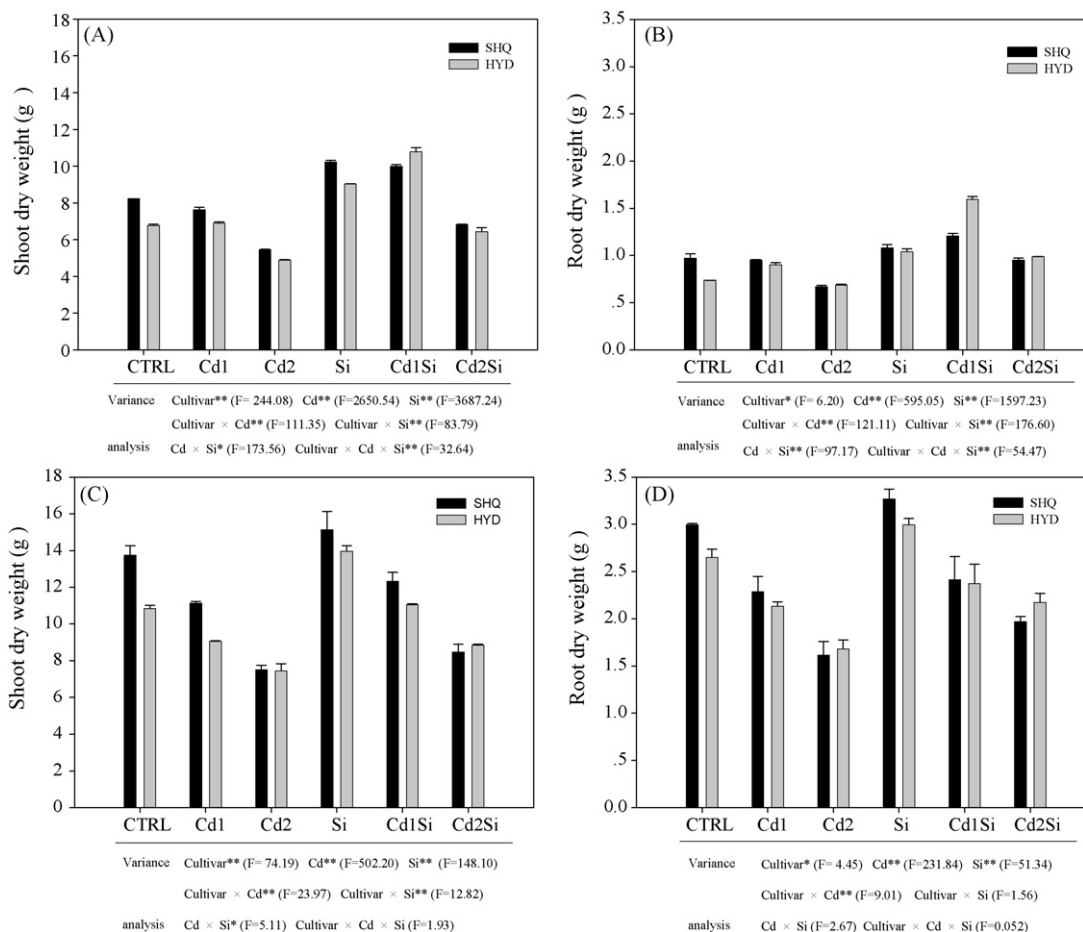 (A)
SHQ
HYD
Shoot dry weight (g )
18
16
14
12
10
8
6
4
2
0
CTRL Cd1 Cd2 Si Cd1Si Cd2Si
Variance Cultivar** (F= 244.08) Cd** (F=2650.54) Si** (F=3687.24)
Cultivar × Cd** (F=111.35) Cultivar × Si** (F=83.79)
analysis Cd × Si* (F=173.56) Cultivar × Cd × Si** (F=32.64)
(B)
SHQ
HYD
Root dry weight (g )
3.5
3.0
2.5
2.0
1.5
1.0
.5
0.0
CTRL Cd1 Cd2 Si Cd1Si Cd2Si
Variance Cultivar* (F= 6.20) Cd** (F=595.05) Si** (F=1597.23)
Cultivar × Cd** (F=121.11) Cultivar × Si** (F=176.60)
analysis Cd × Si** (F=97.17) Cultivar × Cd × Si** (F=54.47)
(C)
SHQ
HYD
Shoot dry weight (g )
18
16
14
12
10
8
6
4
2
0
CTRL Cd1 Cd2 Si Cd1Si Cd2Si
Variance Cultivar** (F= 74.19) Cd** (F=502.20) Si** (F=148.10)
Cultivar × Cd** (F=23.97) Cultivar × Si** (F=12.82)
analysis Cd × Si* (F=5.11) Cultivar × Cd × Si (F=1.93)
(D)
SHQ
HYD
Root dry weight (g )
3.5
3.0
2.5
2.0
1.5
1.0
.5
0.0
CTRL Cd1 Cd2 Si Cd1Si Cd2Si
Variance Cultivar* (F= 4.45) Cd** (F=231.84) Si** (F=51.34)
Cultivar × Cd** (F=9.01) Cultivar × Si (F=1.56)
analysis Cd × Si (F=2.67) Cultivar × Cd × Si (F=0.052)